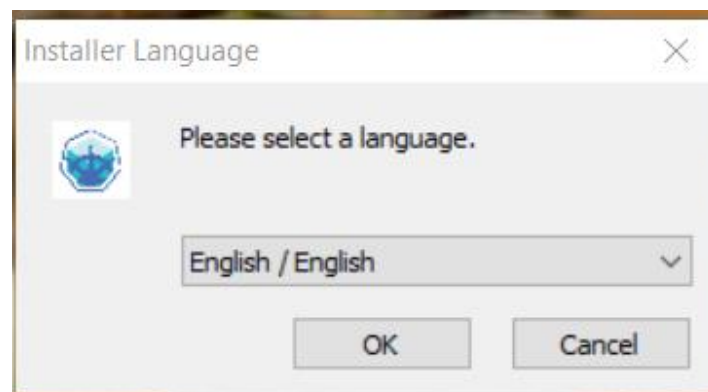 Installer Language
Please select a language.
English / English
OK
Cancel